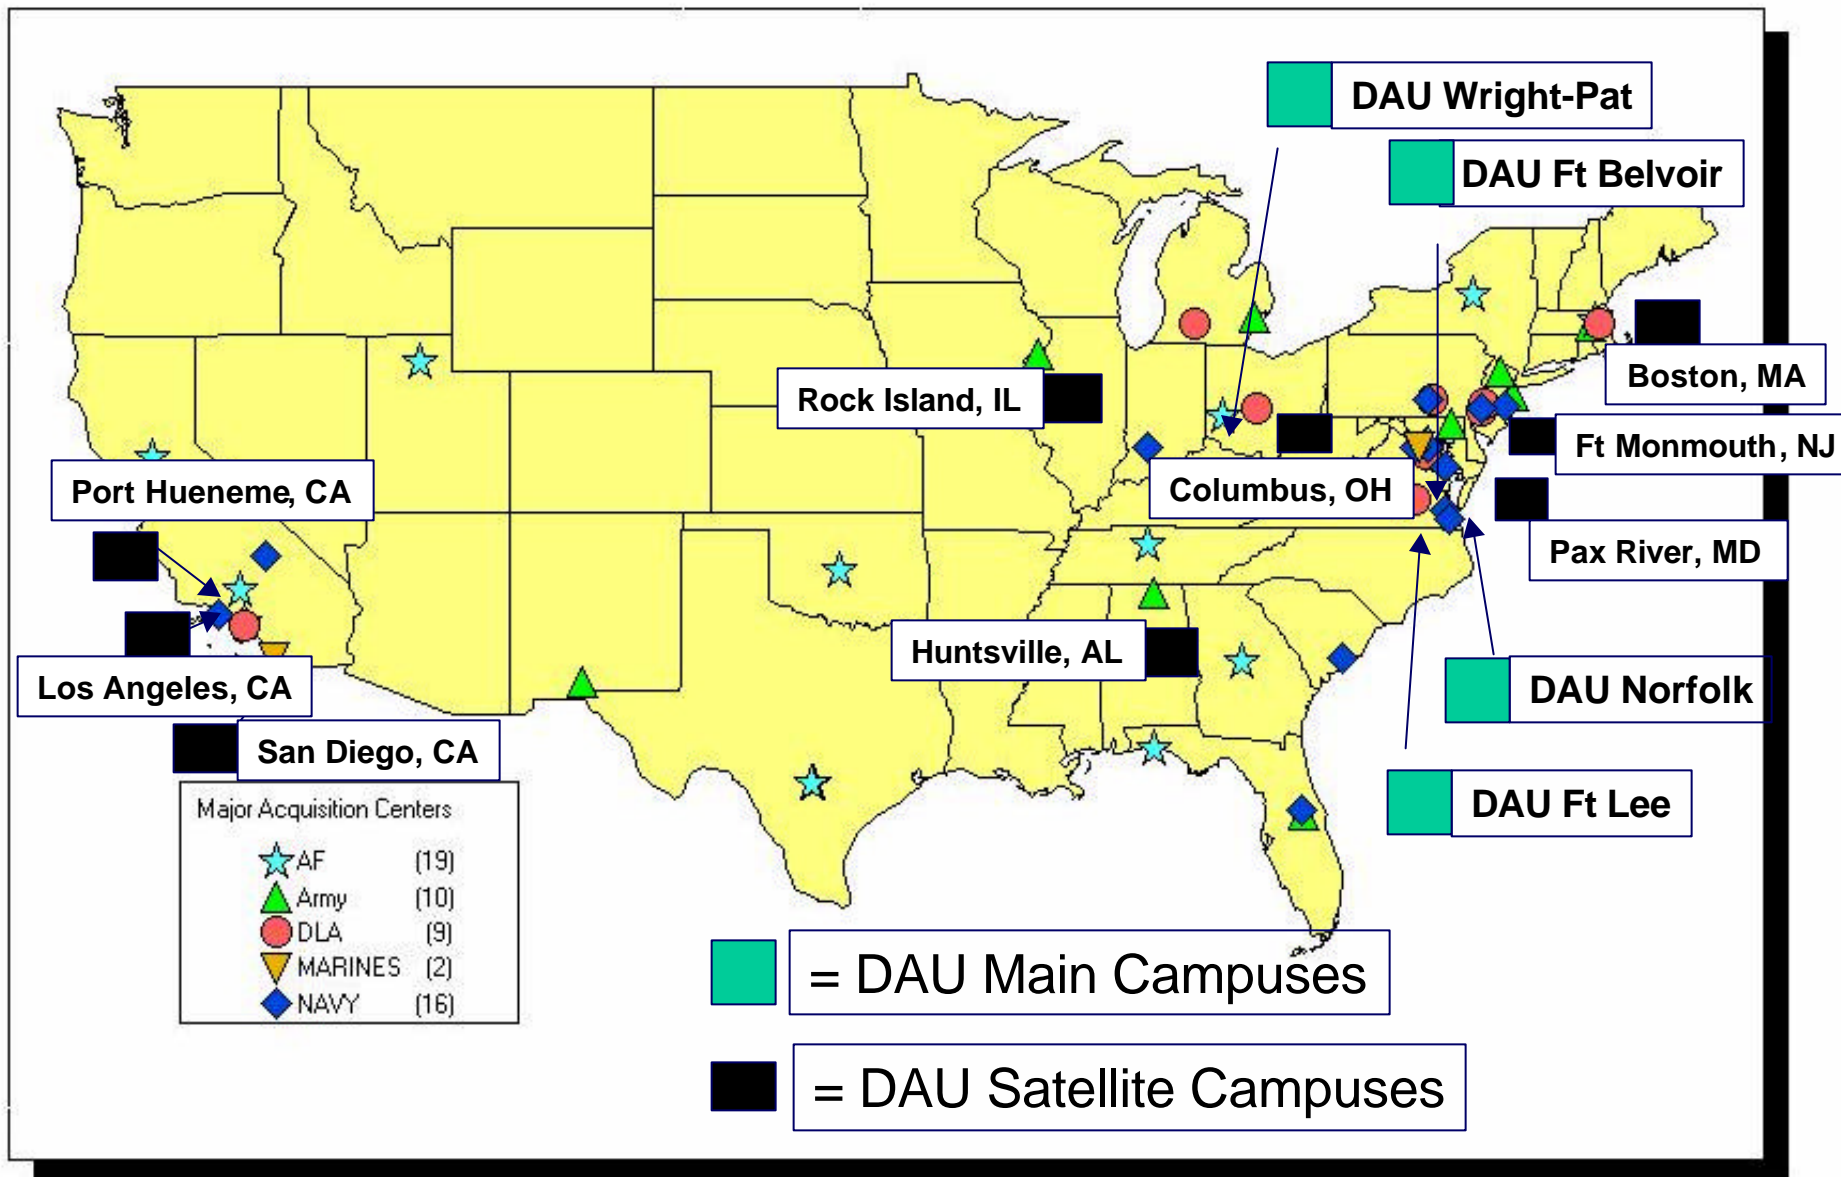 DAU Wright-Pat
DAU Ft Belvoir
Boston, MA
Rock Island, IL
Ft Monmouth, NJ
Columbus, OH
Port Hueneme, CA
Pax River, MD
Huntsville, AL
Los Angeles, CA
DAU Norfolk
San Diego, CA
DAU Ft Lee
Major Acquisition Centers
AF (19)
Army (10)
DLA (9)
MARINES (2)
NAVY (16)
= DAU Main Campuses
= DAU Satellite Campuses